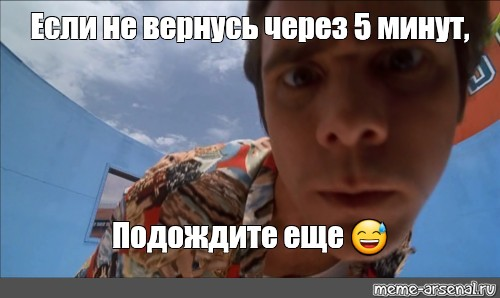 Если не вернусь через 5 минут,
Подождите еще 😅
meme-arsenal.ru